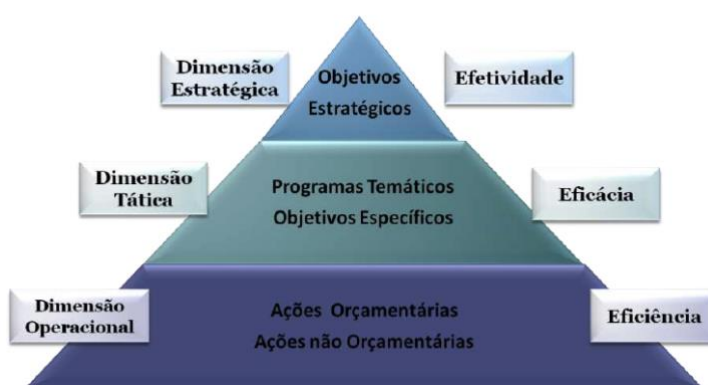 Dimensão
Estratégica
Objetivos
Estratégicos
Efetividade
Dimensão
Tática
Programas Temáticos
Objetivos Específicos
Eficácia
Dimensão
Operacional
Ações Orçamentárias
Ações não Orçamentárias
Eficiência